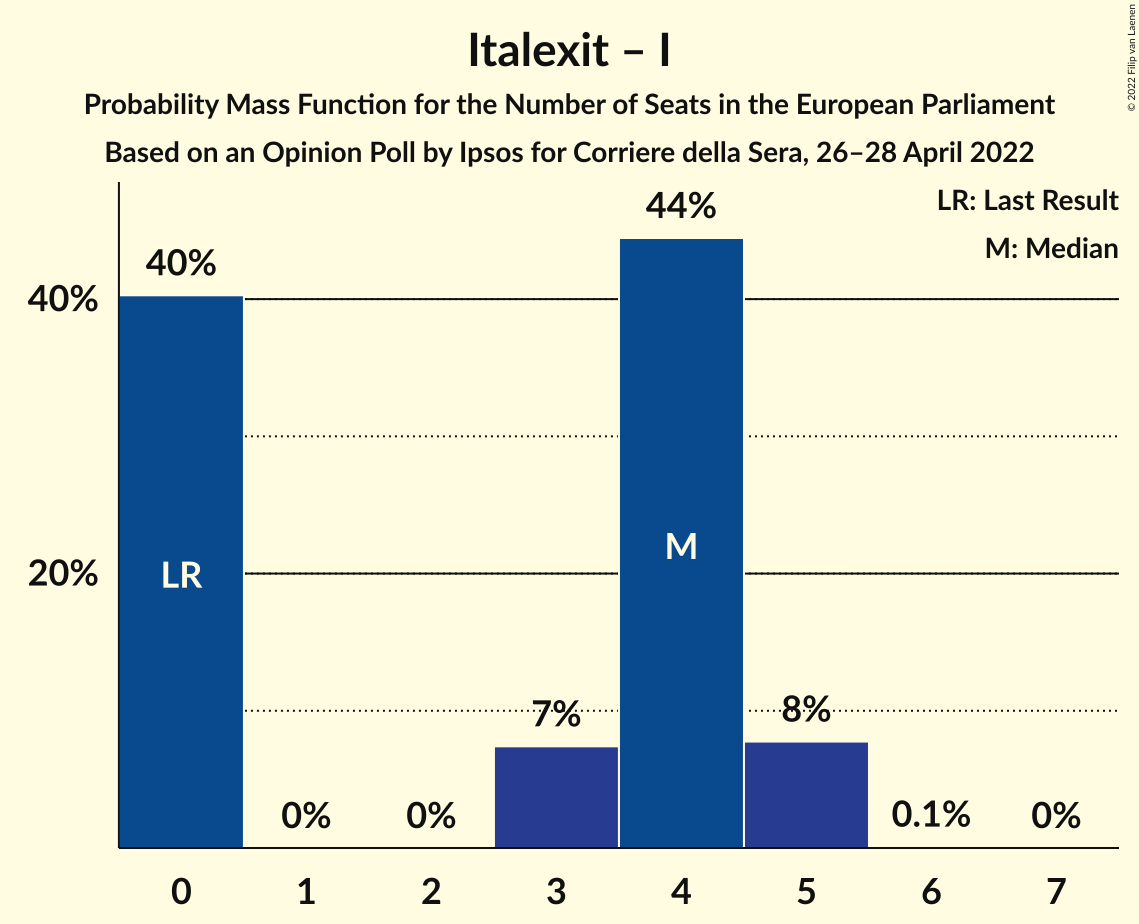 Italexit – I
Probability Mass Function for the Number of Seats in the European Parliament
Based on an Opinion Poll by Ipsos for Corriere della Sera, 26–28 April 2022
© 2022 Filip van Laenen
LR: Last Result
M: Median
40%
20%
40%
0%
0%
7%
44%
8%
0.1%
0%
LR
M
0 1 2 3 4 5 6 7